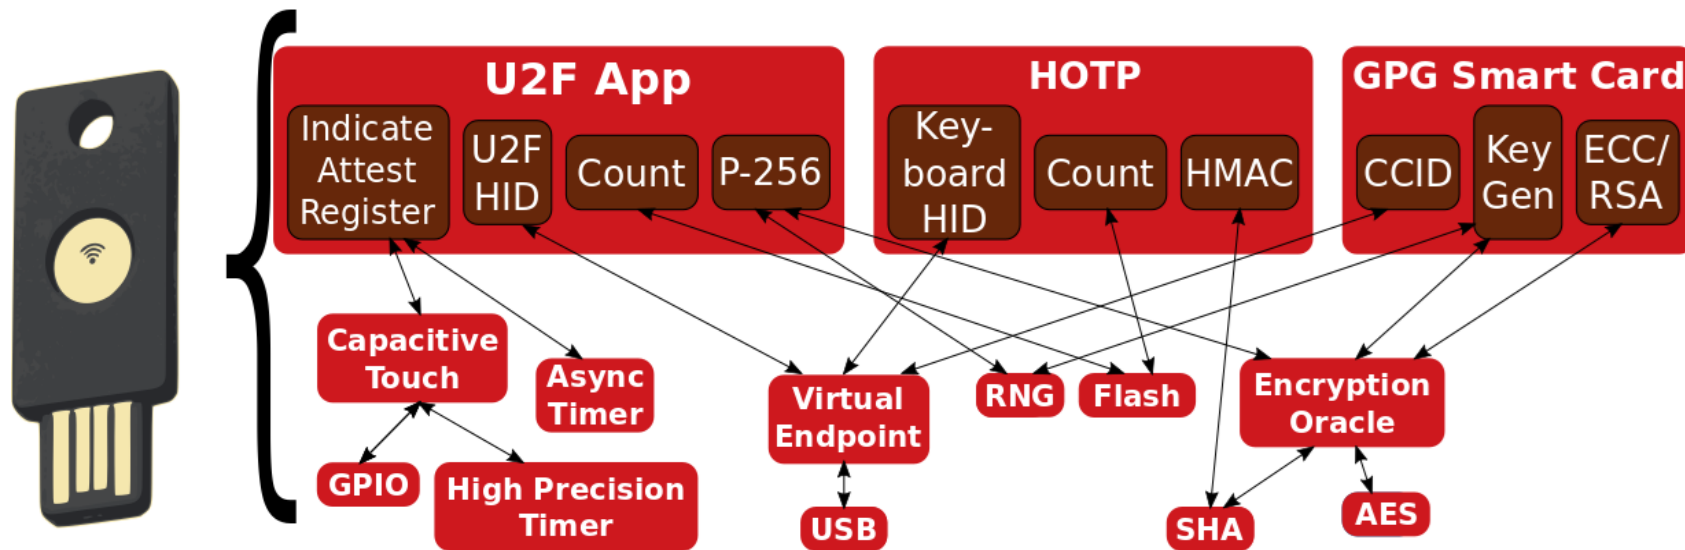 U2F App
Indicate
Attest
Register
U2F
HID
Count
P-256
HOTP
Key-
board
HID
Count
HMAC
GPG Smart Card
CCID
Key
Gen
ECC/
RSA
Capacitive
Touch
Async
Timer
GPIO
High Precision
Timer
Virtual
Endpoint
USB
RNG
Flash
Encryption
Oracle
SHA
AES